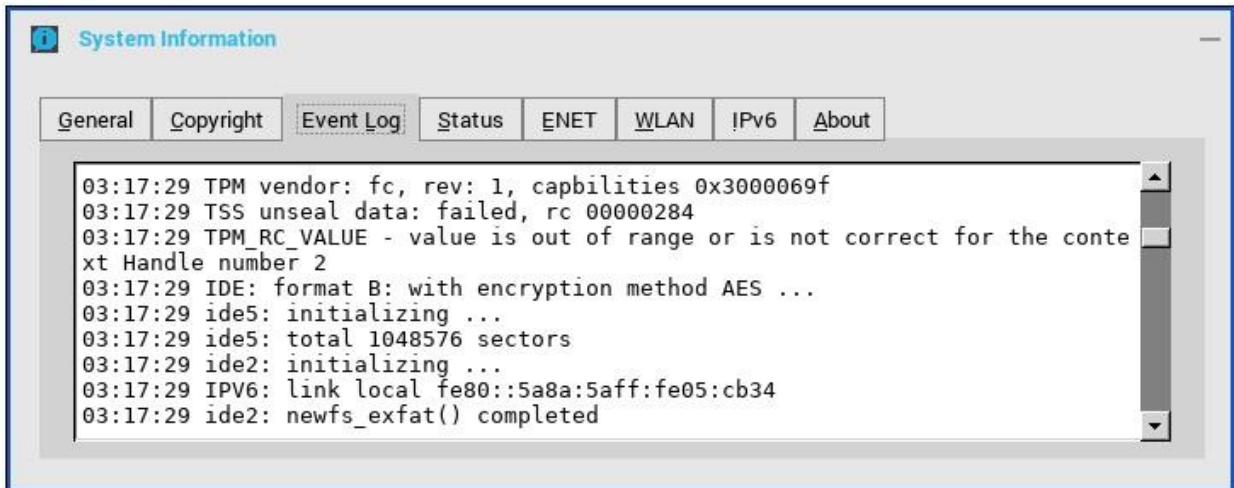 System Information
General Copyright Event Log Status ENET WLAN IPv6 About
03:17:29 TPM vendor: fc, rev: 1, capbilities 0x3000069f
03:17:29 TSS unseal data: failed, rc 00000284
03:17:29 TPM_RC_VALUE - value is out of range or is not correct for the conte
xt Handle number 2
03:17:29 IDE: format B: with encryption method AES ...
03:17:29 ide5: initializing ...
03:17:29 ide5: total 1048576 sectors
03:17:29 ide2: initializing ...
03:17:29 IPV6: link local fe80::5a8a:5aff:fe05:cb34
03:17:29 ide2: newfs_exfat() completed